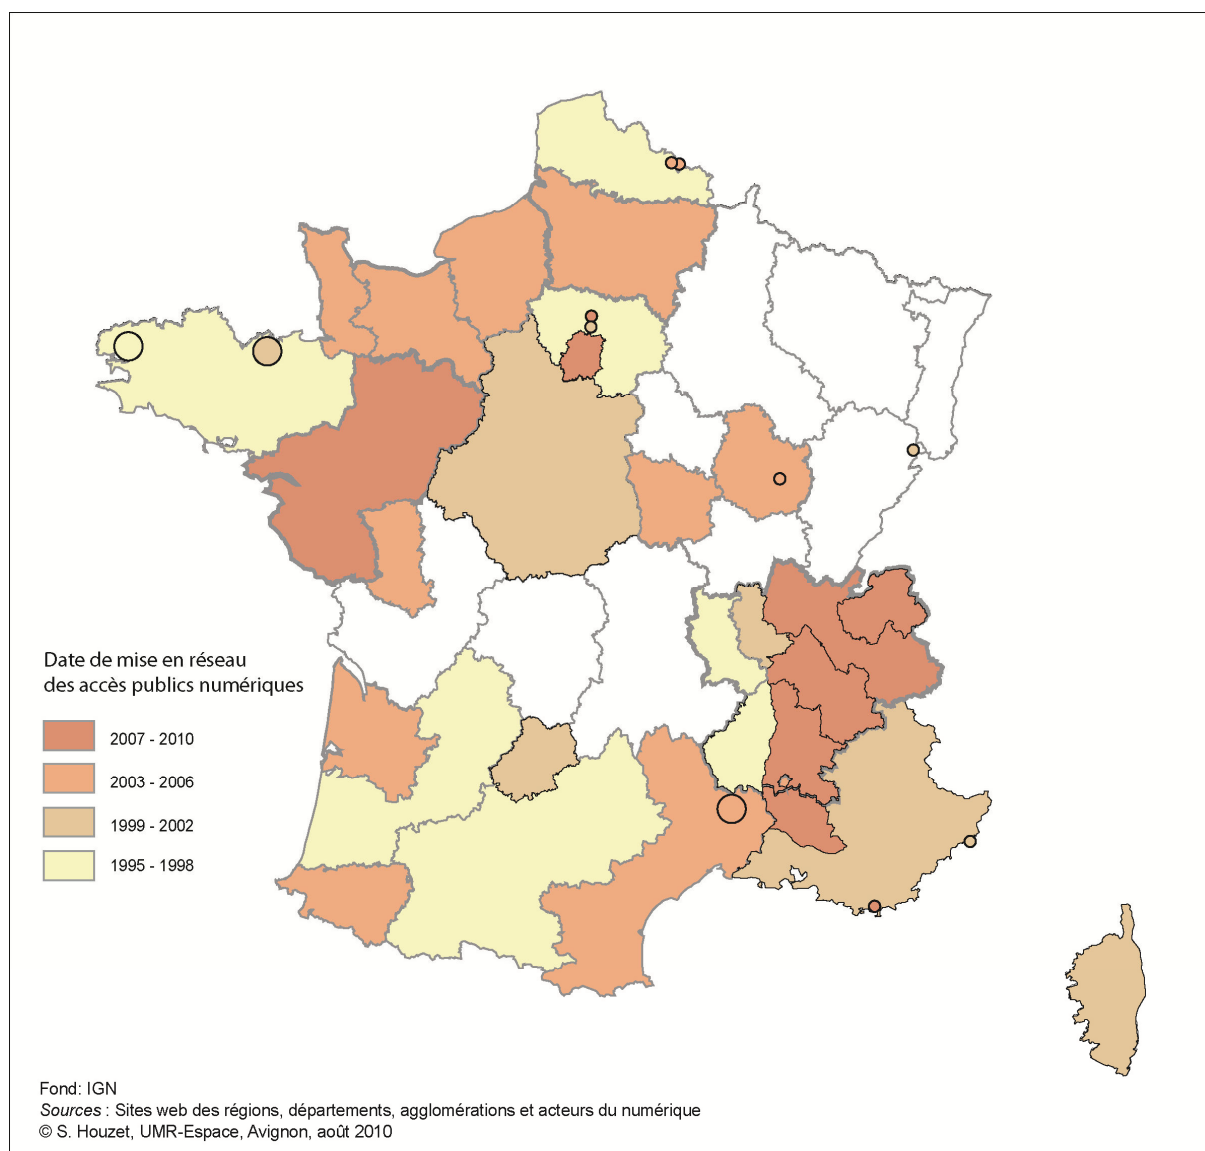 Date de mise en réseau
des accès publics numériques
2007 - 2010
2003 - 2006
1999 - 2002
1995 - 1998
Fond: IGN
Sources : Sites web des régions, départements, agglomérations et acteurs du numérique
© S. Houzet, UMR-Espace, Avignon, août 2010